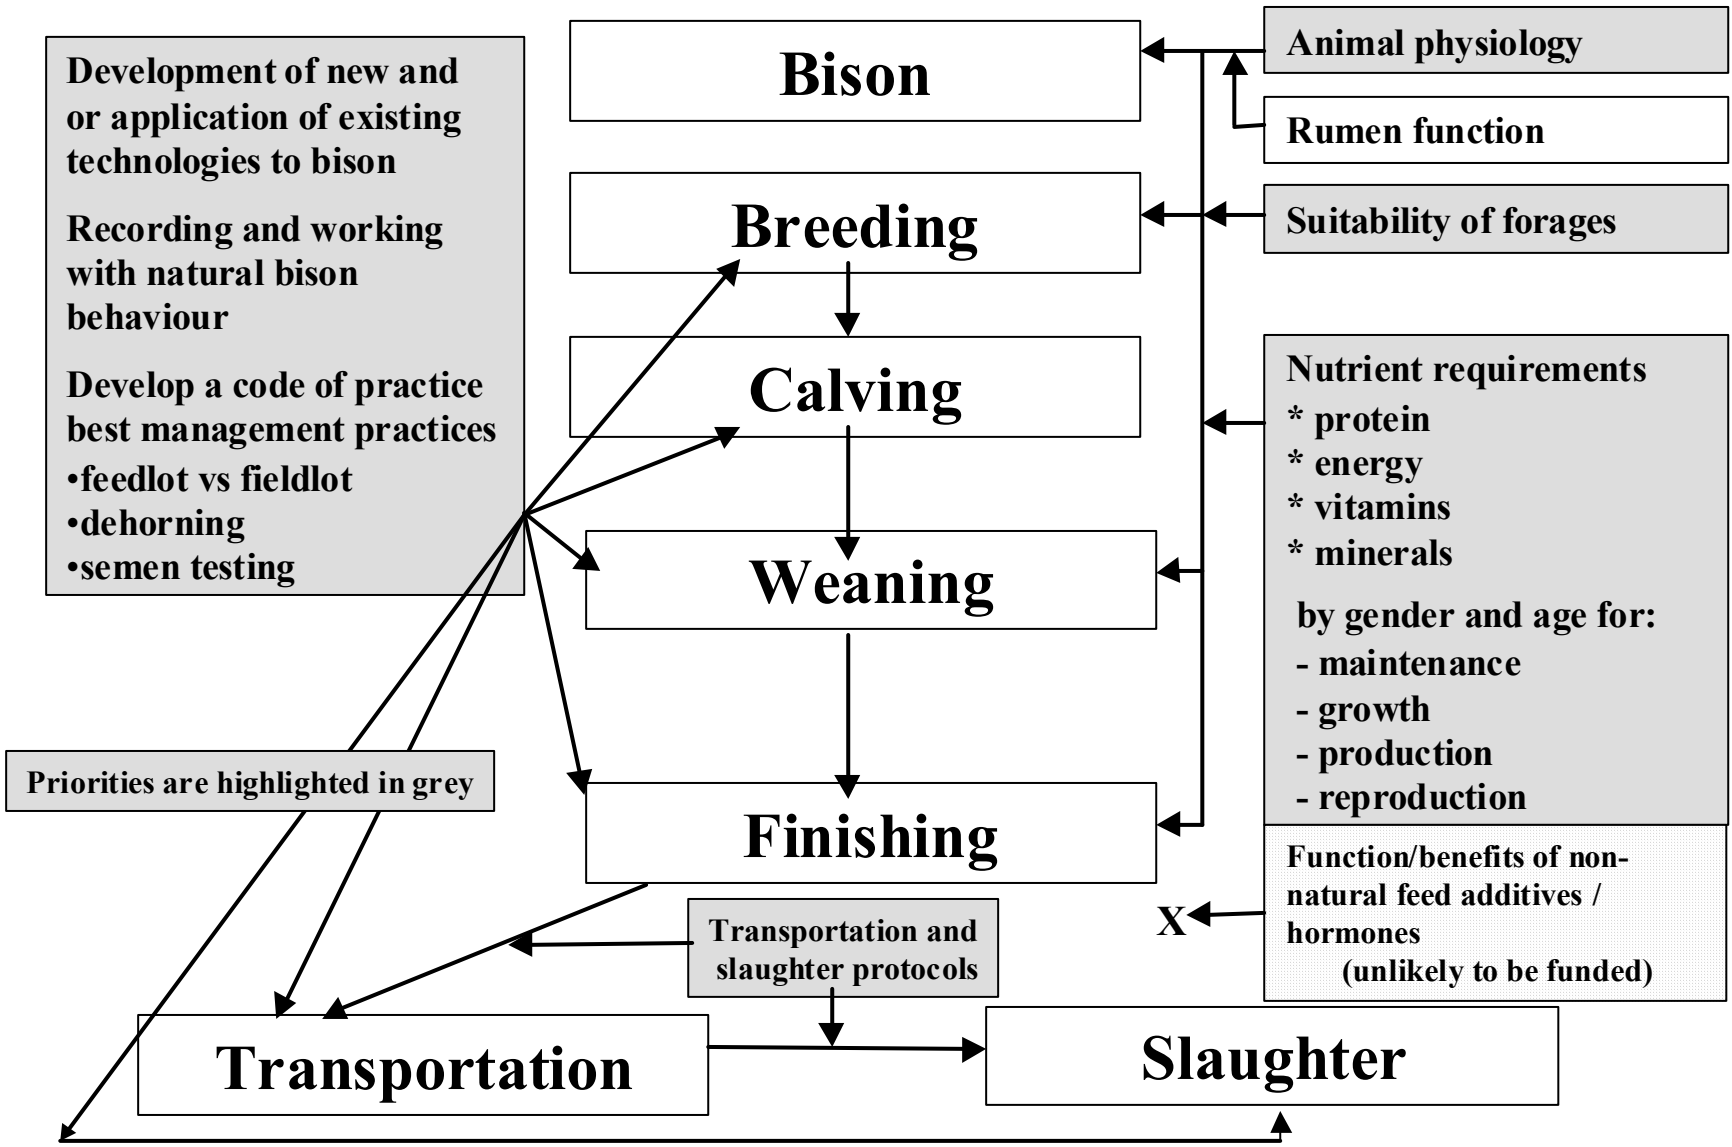 Development of new and
or application of existing
technologies to bison
Recording and working
with natural bison
behaviour
Develop a code of practice
best management practices
•feedlot vs fieldlot
•dehorning
•semen testing
Priorities are highlighted in grey
Bison
Breeding
Calving
Weaning
Finishing
Transportation and
slaughter protocols
Transportation
Slaughter
Animal physiology
Rumen function
Suitability of forages
Nutrient requirements
* protein
* energy
* vitamins
* minerals
by gender and age for:
- maintenance
- growth
- production
- reproduction
Function/benefits of non-
natural feed additives /
hormones
(unlikely to be funded)
X